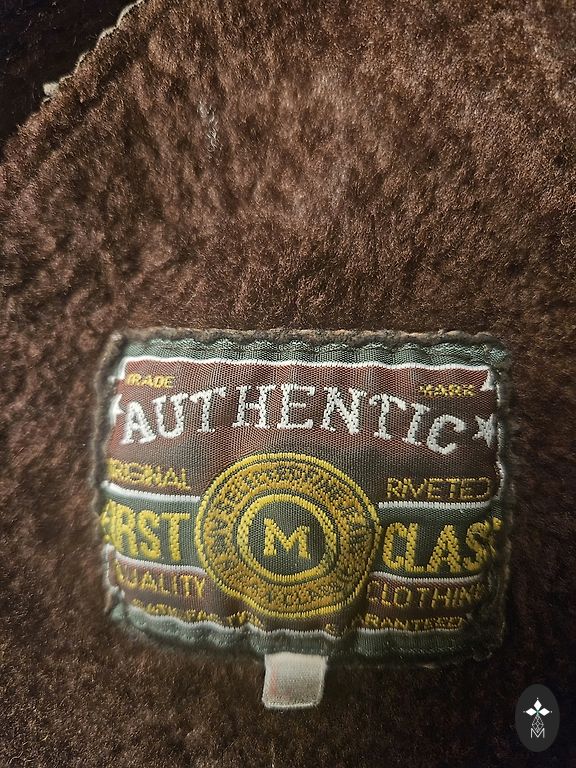 TRADE MARK
AUTHENTIC
ORIGINAL RIVETED
FIRST M CLASS
QUALITY CLOTHING
GUARANTEED
M